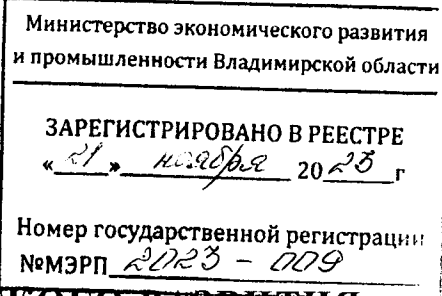 Министерство экономического развития
и промышленности Владимирской области
ЗАРЕГИСТРИРОВАНО В РЕЕСТРЕ
«21» ноября 2023 г
Номер государственной регистрации
№МЭРП 2023 - 009